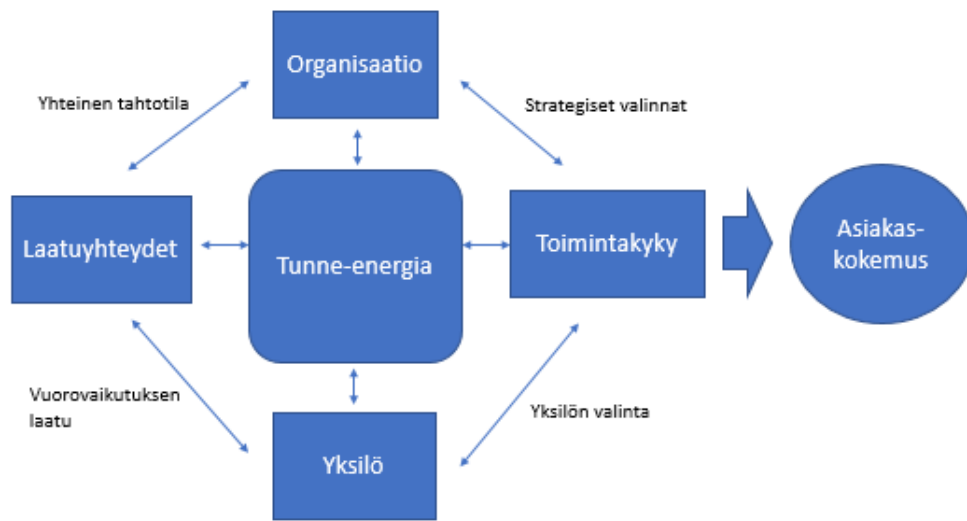 Organisaatio
Yhteinen tahtotila
Strategiset valinnat
Laatuyhteydet
Tunne-energia
Toimintakyky
Asiakas-
kokemus
Vuorovaikutuksen
laatu
Yksilön valinta
Yksilö